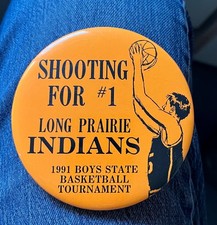 SHOOTING
FOR #1
LONG PRAIRIE
INDIANS
1991 BOYS STATE
BASKETBALL
TOURNAMENT